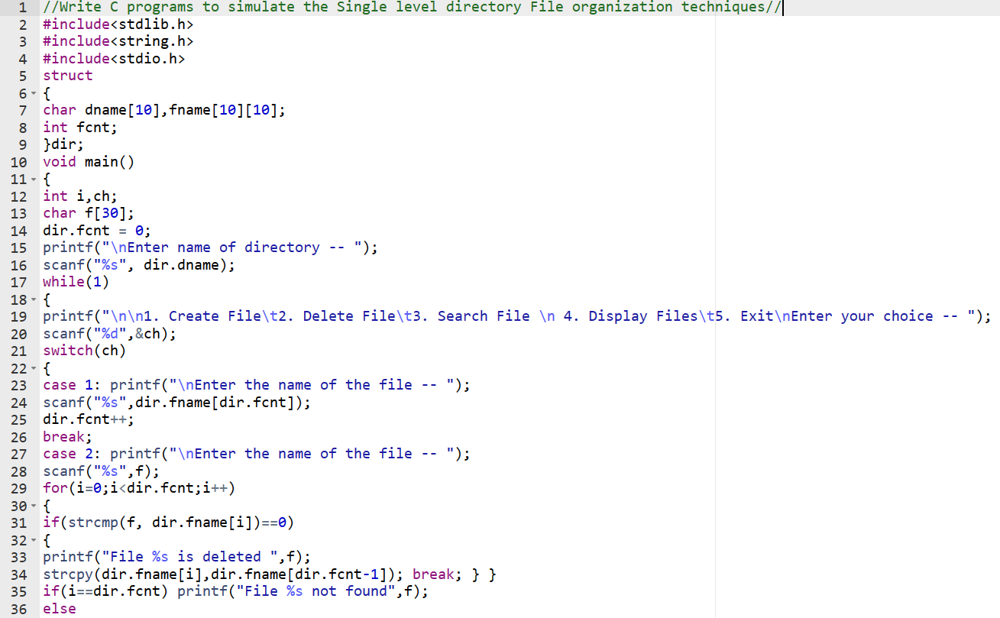 1 //Write C programs to simulate the Single level directory File organization techniques//
2 #include<stdlib.h>
3 #include<string.h>
4 #include<stdio.h>
5 struct
6 {
7 char dname[10],fname[10][10];
8 int fcnt;
9 }dir;
10 void main()
11 {
12 int i,ch;
13 char f[30];
14 dir.fcnt = 0;
15 printf("\nEnter name of directory -- ");
16 scanf("%s", dir.dname);
17 while(1)
18 {
19 printf("\n\n1. Create File\t2. Delete File\t3. Search File \n 4. Display Files\t5. Exit\nEnter your choice -- ");
20 scanf("%d",&ch);
21 switch(ch)
22 {
23 case 1: printf("\nEnter the name of the file -- ");
24 scanf("%s",dir.fname[dir.fcnt]);
25 dir.fcnt++;
26 break;
27 case 2: printf("\nEnter the name of the file -- ");
28 scanf("%s",f);
29 for(i=0;i<dir.fcnt;i++)
30 {
31 if(strcmp(f, dir.fname[i])==0)
32 {
33 printf("File %s is deleted ",f);
34 strcpy(dir.fname[i],dir.fname[dir.fcnt-1]); break; } }
35 if(i==dir.fcnt) printf("File %s not found",f);
36 else